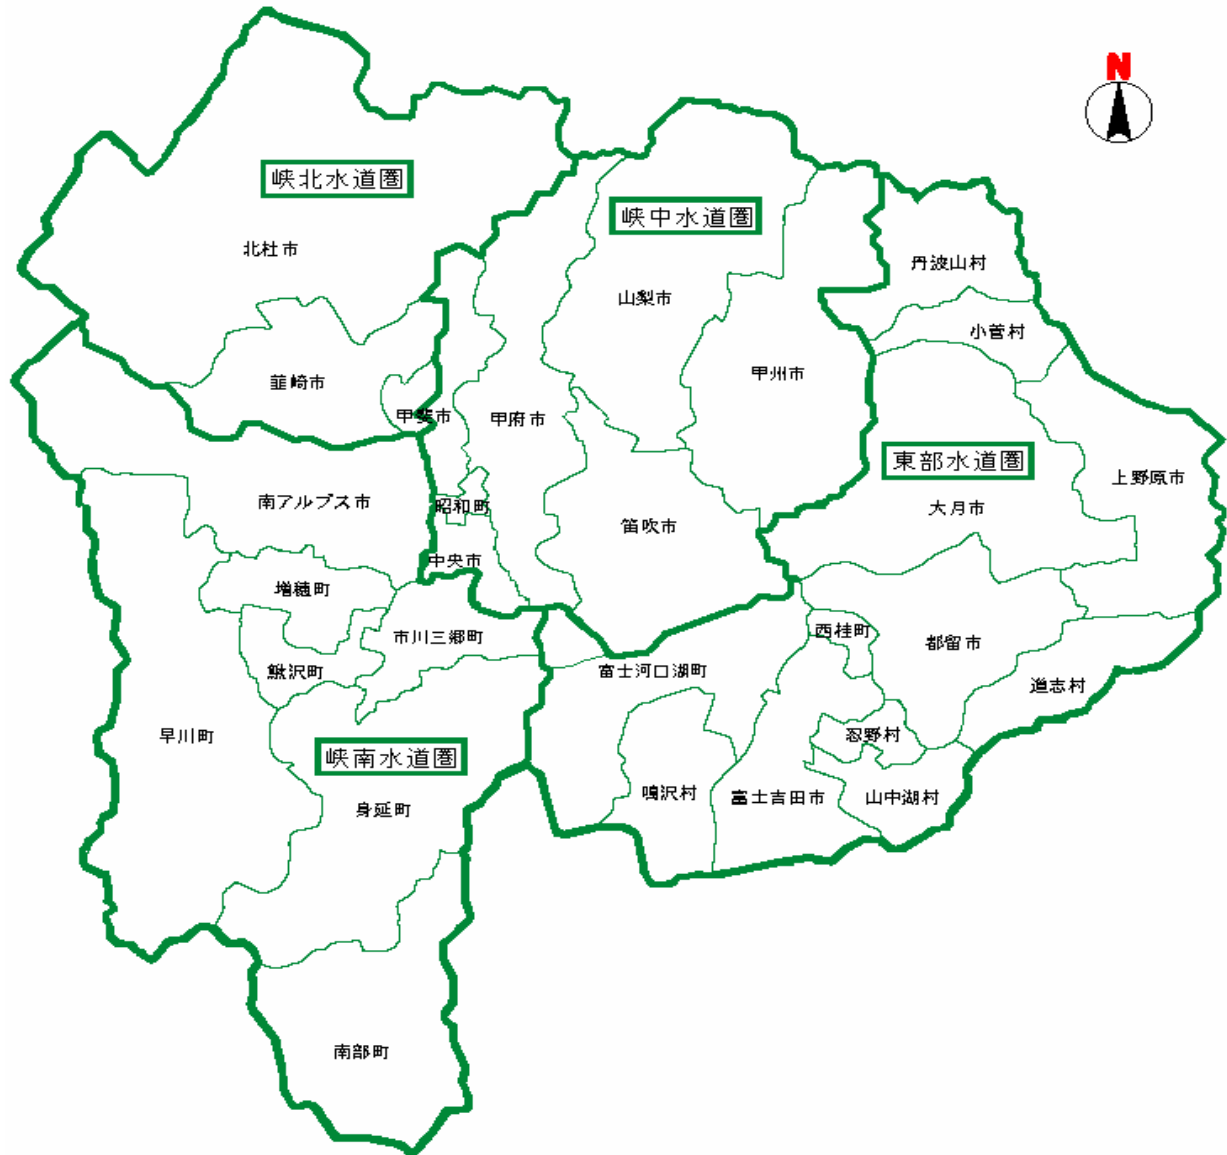 N
峡北水道圏
峡中水道圏
北杜市
丹波山村
山梨市
小菅村
韮崎市
甲州市
甲斐市
甲府市
東部水道圏
上野原市
南アルプス市
昭和町
大月市
笛吹市
中央市
増穂町
西桂町
市川三郷町
都留市
鰍沢町
富士河口湖町
道志村
早川町
忍野村
峡南水道圏
鳴沢村
富士吉田市
山中湖村
身延町
南部町